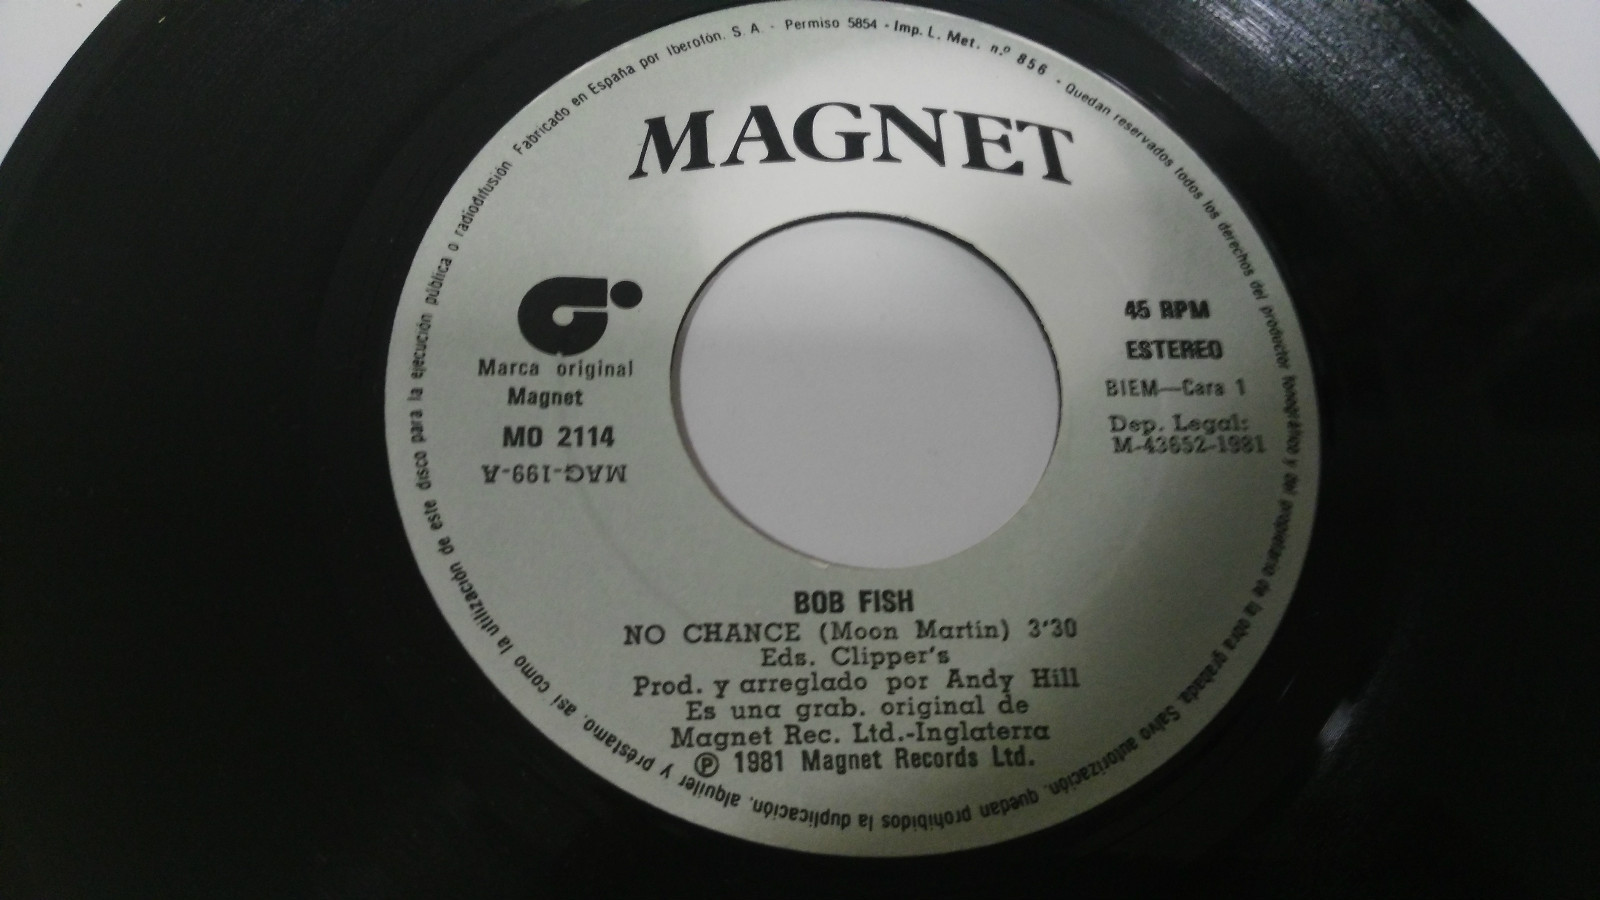 Fabricado en España por Iberofón. S. A. - Permiso 5854 - Imp. L. Met. n.º 856 - Quedan reservados todos los derechos del productor fonográfico y del propietario de la obra grabada. Salvo autorización, quedan prohibidos la duplicación, alquiler y préstamo, así como la utilización de este disco para la ejecución pública o radiodifusión
MAGNET
Marca original
Magnet
MO 2114
MAG-199-A
45 RPM
ESTEREO
BIEM—Cara 1
Dep. Legal:
M-43652-1981
BOB FISH
NO CHANCE (Moon Martin) 3'30
Eds. Clipper's
Prod. y arreglado por Andy Hill
Es una grab. original de
Magnet Rec. Ltd.-Inglaterra
Ⓟ 1981 Magnet Records Ltd.